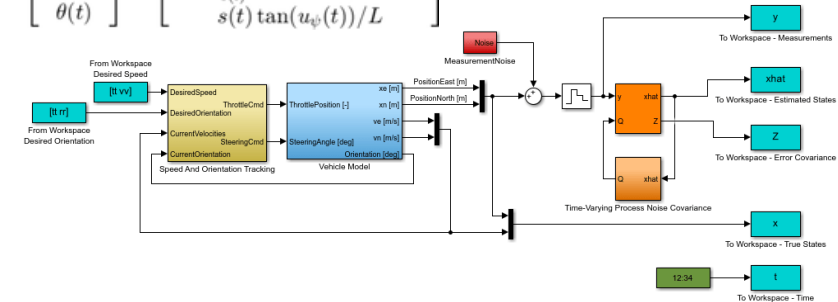 θ(t)
s(t) tan(u_ψ(t))/L
y
To Workspace - Measurements
Noise
MeasurementNoise
From Workspace
Desired Speed
[tt vv]
[tt rr]
From Workspace
Desired Orientation
DesiredSpeed
DesiredOrientation
CurrentVelocities
CurrentOrientation
ThrottleCmd
SteeringCmd
Speed And Orientation Tracking
ThrottlePosition [-]
SteeringAngle [deg]
xe [m]
xn [m]
ve [m/s]
vn [m/s]
Orientation [deg]
Vehicle Model
PositionEast [m]
PositionNorth [m]
y
xhat
Q
Z
Q
xhat
Time-Varying Process Noise Covariance
xhat
To Workspace - Estimated States
Z
To Workspace - Error Covariance
x
To Workspace - True States
12:34
t
To Workspace - Time